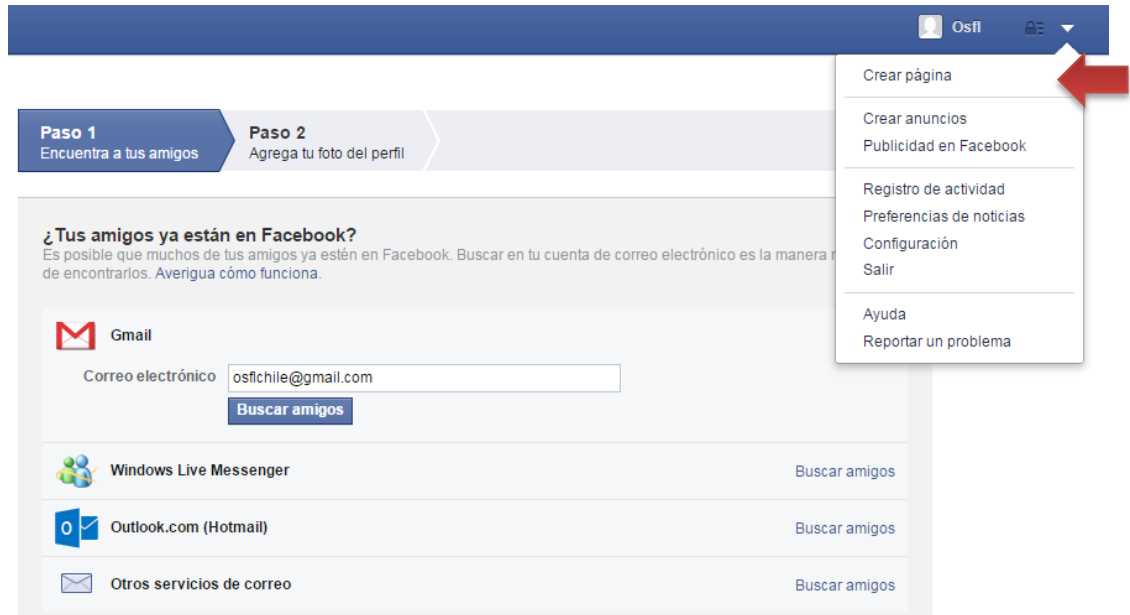 Osfl
Crear página
Crear anuncios
Publicidad en Facebook
Registro de actividad
Preferencias de noticias
Configuración
Salir
Ayuda
Reportar un problema
Paso 1
Encuentra a tus amigos
Paso 2
Agrega tu foto del perfil
¿Tus amigos ya están en Facebook?
Es posible que muchos de tus amigos ya estén en Facebook. Buscar en tu cuenta de correo electrónico es la manera
de encontrarlos. Averigua cómo funciona.
Gmail
Correo electrónico osflchile@gmail.com
Buscar amigos
Windows Live Messenger Buscar amigos
Outlook.com (Hotmail) Buscar amigos
Otros servicios de correo Buscar amigos